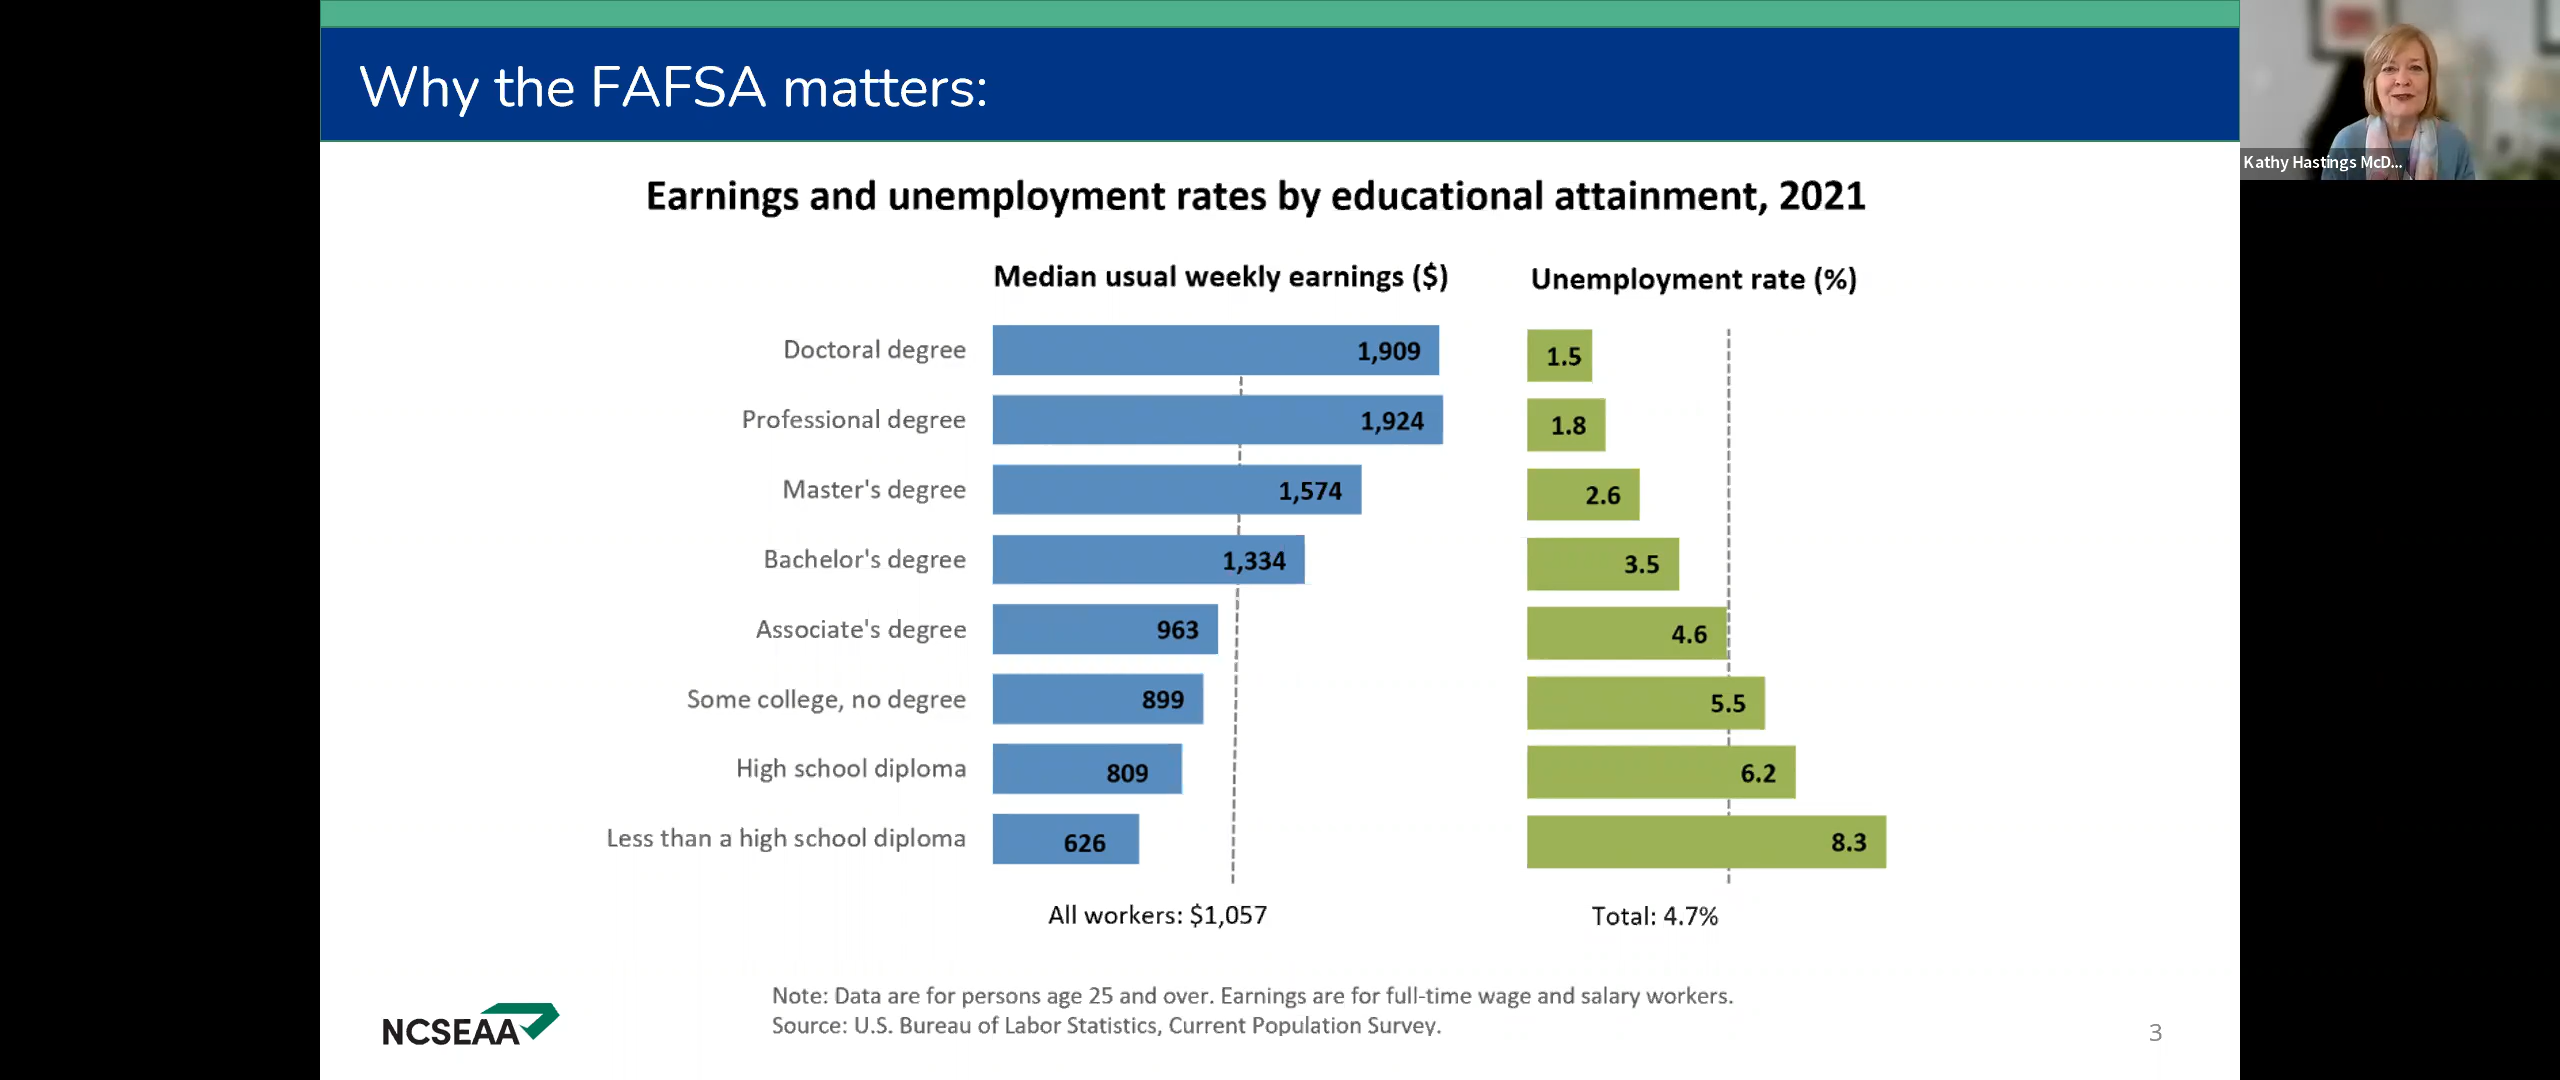 Why the FAFSA matters:
Kathy Hastings McD...
Earnings and unemployment rates by educational attainment, 2021
Median usual weekly earnings ($)
Unemployment rate (%)
Doctoral degree 1,909 1.5
Professional degree 1,924 1.8
Master's degree 1,574 2.6
Bachelor's degree 1,334 3.5
Associate's degree 963 4.6
Some college, no degree 899 5.5
High school diploma 809 6.2
Less than a high school diploma 626 8.3
All workers: $1,057
Total: 4.7%
Note: Data are for persons age 25 and over. Earnings are for full-time wage and salary workers.
Source: U.S. Bureau of Labor Statistics, Current Population Survey.
NCSEAA
3